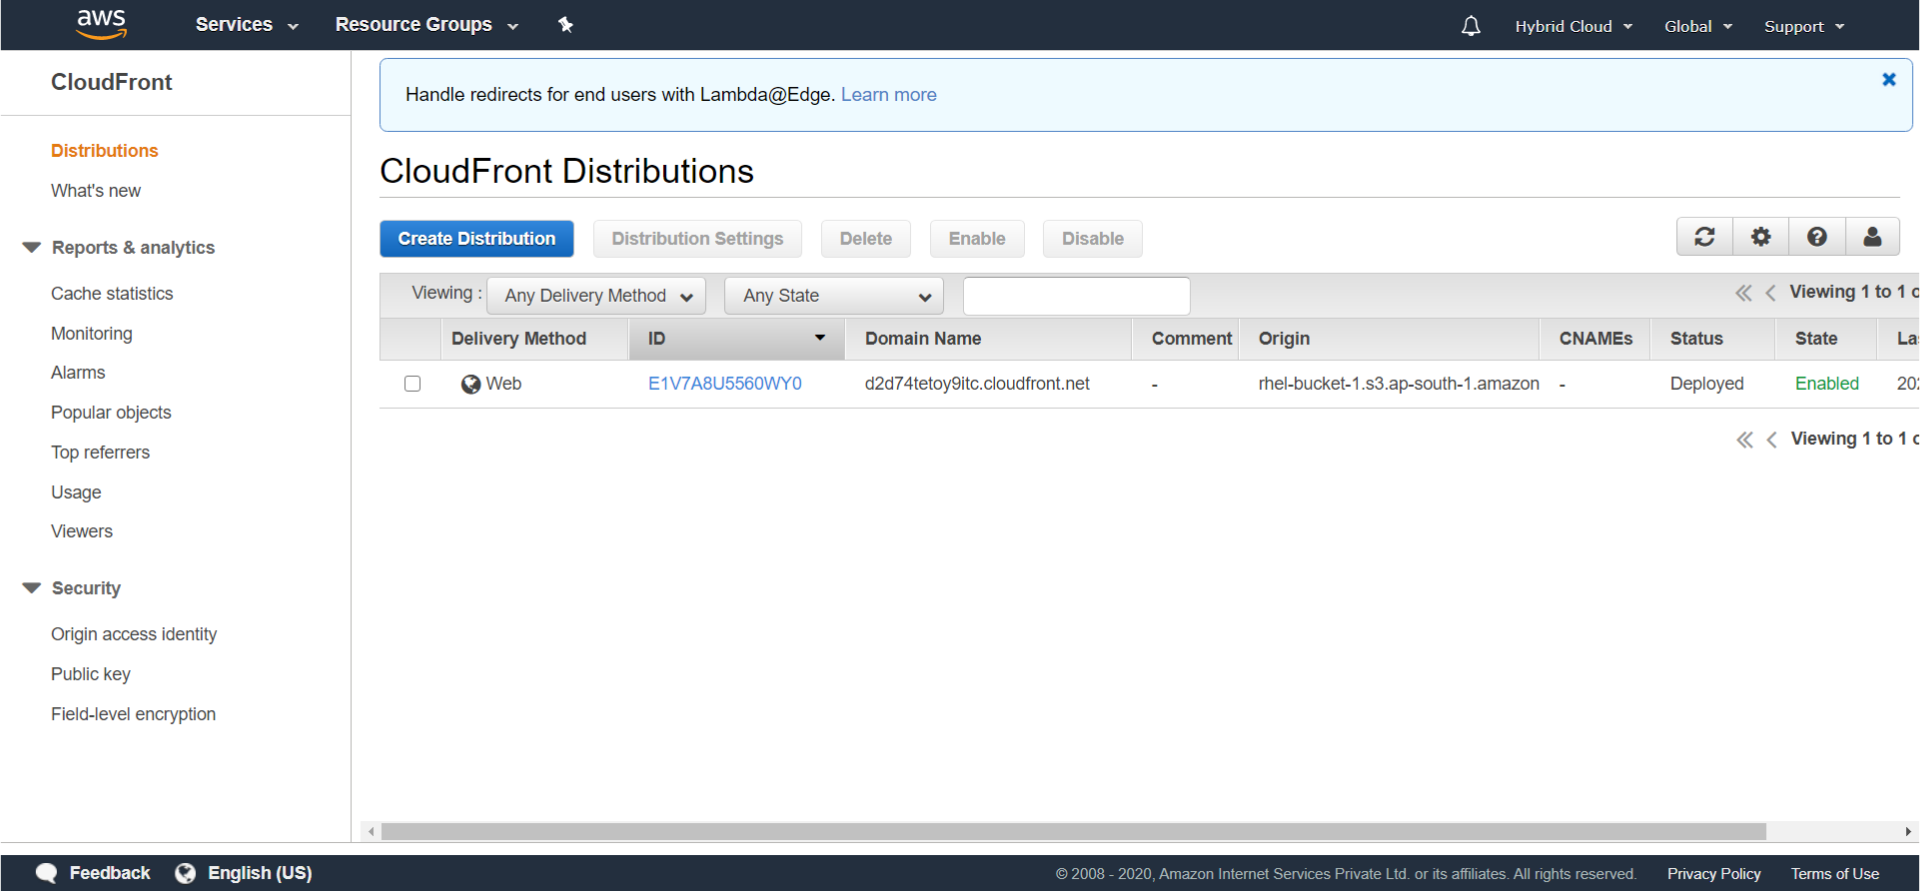 aws Services Resource Groups Hybrid Cloud Global Support
CloudFront
Distributions
What's new
Reports & analytics
Cache statistics
Monitoring
Alarms
Popular objects
Top referrers
Usage
Viewers
Security
Origin access identity
Public key
Field-level encryption
Handle redirects for end users with Lambda@Edge. Learn more
CloudFront Distributions
Create Distribution Distribution Settings Delete Enable Disable
Viewing : Any Delivery Method Any State Viewing 1 to 1 o
Delivery Method ID Domain Name Comment Origin CNAMEs Status State La
Web E1V7A8U5560WY0 d2d74tetoy9itc.cloudfront.net - rhel-bucket-1.s3.ap-south-1.amazon - Deployed Enabled 202
Viewing 1 to 1 o
Feedback English (US) © 2008 - 2020, Amazon Internet Services Private Ltd. or its affiliates. All rights reserved. Privacy Policy Terms of Use